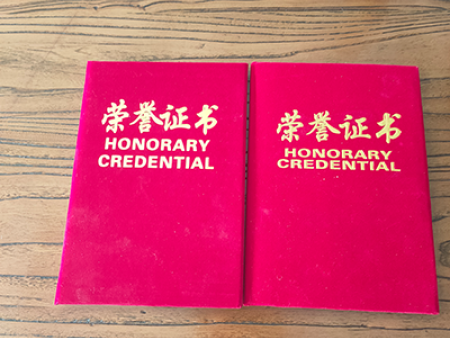 荣誉证书
HONORARY
CREDENTIAL
荣誉证书
HONORARY
CREDENTIAL